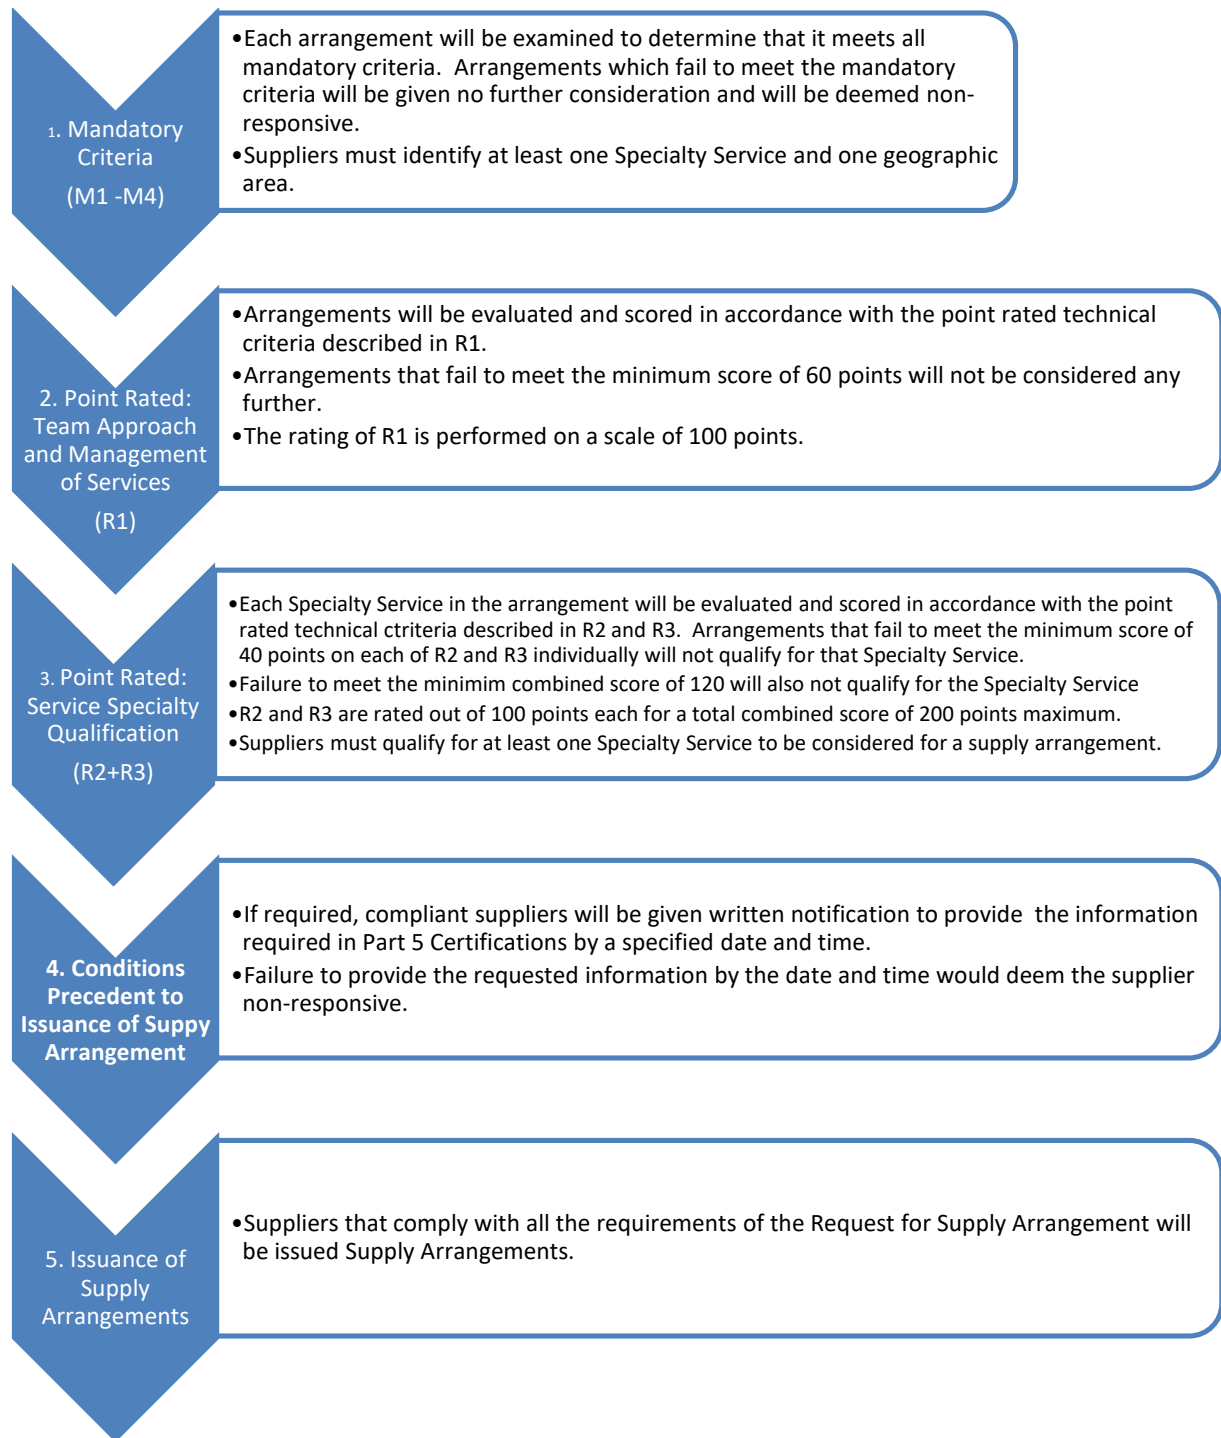 1. Mandatory
Criteria
(M1 -M4)
•Each arrangement will be examined to determine that it meets all
mandatory criteria.  Arrangements which fail to meet the mandatory
criteria will be given no further consideration and will be deemed non-
responsive.
•Suppliers must identify at least one Specialty Service and one geographic
area.
2. Point Rated:
Team Approach
and Management
of Services
(R1)
•Arrangements will be evaluated and scored in accordance with the point rated technical
criteria described in R1.
•Arrangements that fail to meet the minimum score of 60 points will not be considered any
further.
•The rating of R1 is performed on a scale of 100 points.
3. Point Rated:
Service Specialty
Qualification
(R2+R3)
•Each Specialty Service in the arrangement will be evaluated and scored in accordance with the point
rated technical ctriteria described in R2 and R3.  Arrangements that fail to meet the minimum score of
40 points on each of R2 and R3 individually will not qualify for that Specialty Service.
•Failure to meet the minimim combined score of 120 will also not qualify for the Specialty Service
•R2 and R3 are rated out of 100 points each for a total combined score of 200 points maximum.
•Suppliers must qualify for at least one Specialty Service to be considered for a supply arrangement.
4. Conditions
Precedent to
Issuance of Suppy
Arrangement
•If required, compliant suppliers will be given written notification to provide  the information
required in Part 5 Certifications by a specified date and time.
•Failure to provide the requested information by the date and time would deem the supplier
non-responsive.
5. Issuance of
Supply
Arrangements
•Suppliers that comply with all the requirements of the Request for Supply Arrangement will
be issued Supply Arrangements.